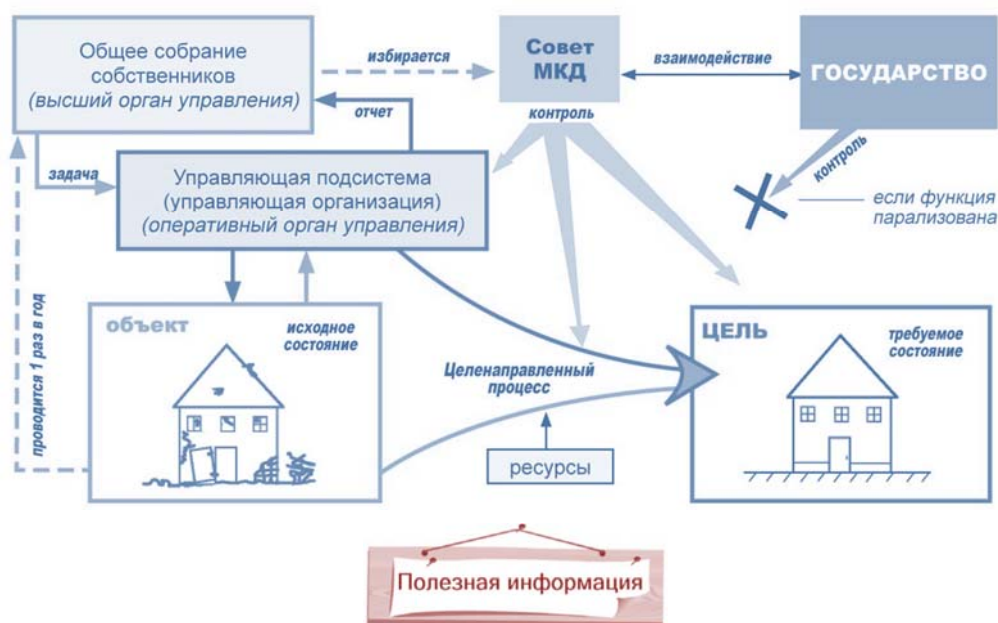 Общее собрание
собственников
(высший орган управления)
избирается
Совет
МКД
взаимодействие
ГОСУДАРСТВО
отчет
контроль
контроль
задача
Управляющая подсистема
(управляющая организация)
(оперативный орган управления)
если функция
парализована
проводится 1 раз в год
объект
исходное
состояние
Целенаправленный
процесс
ресурсы
ЦЕЛЬ
требуемое
состояние
Полезная информация